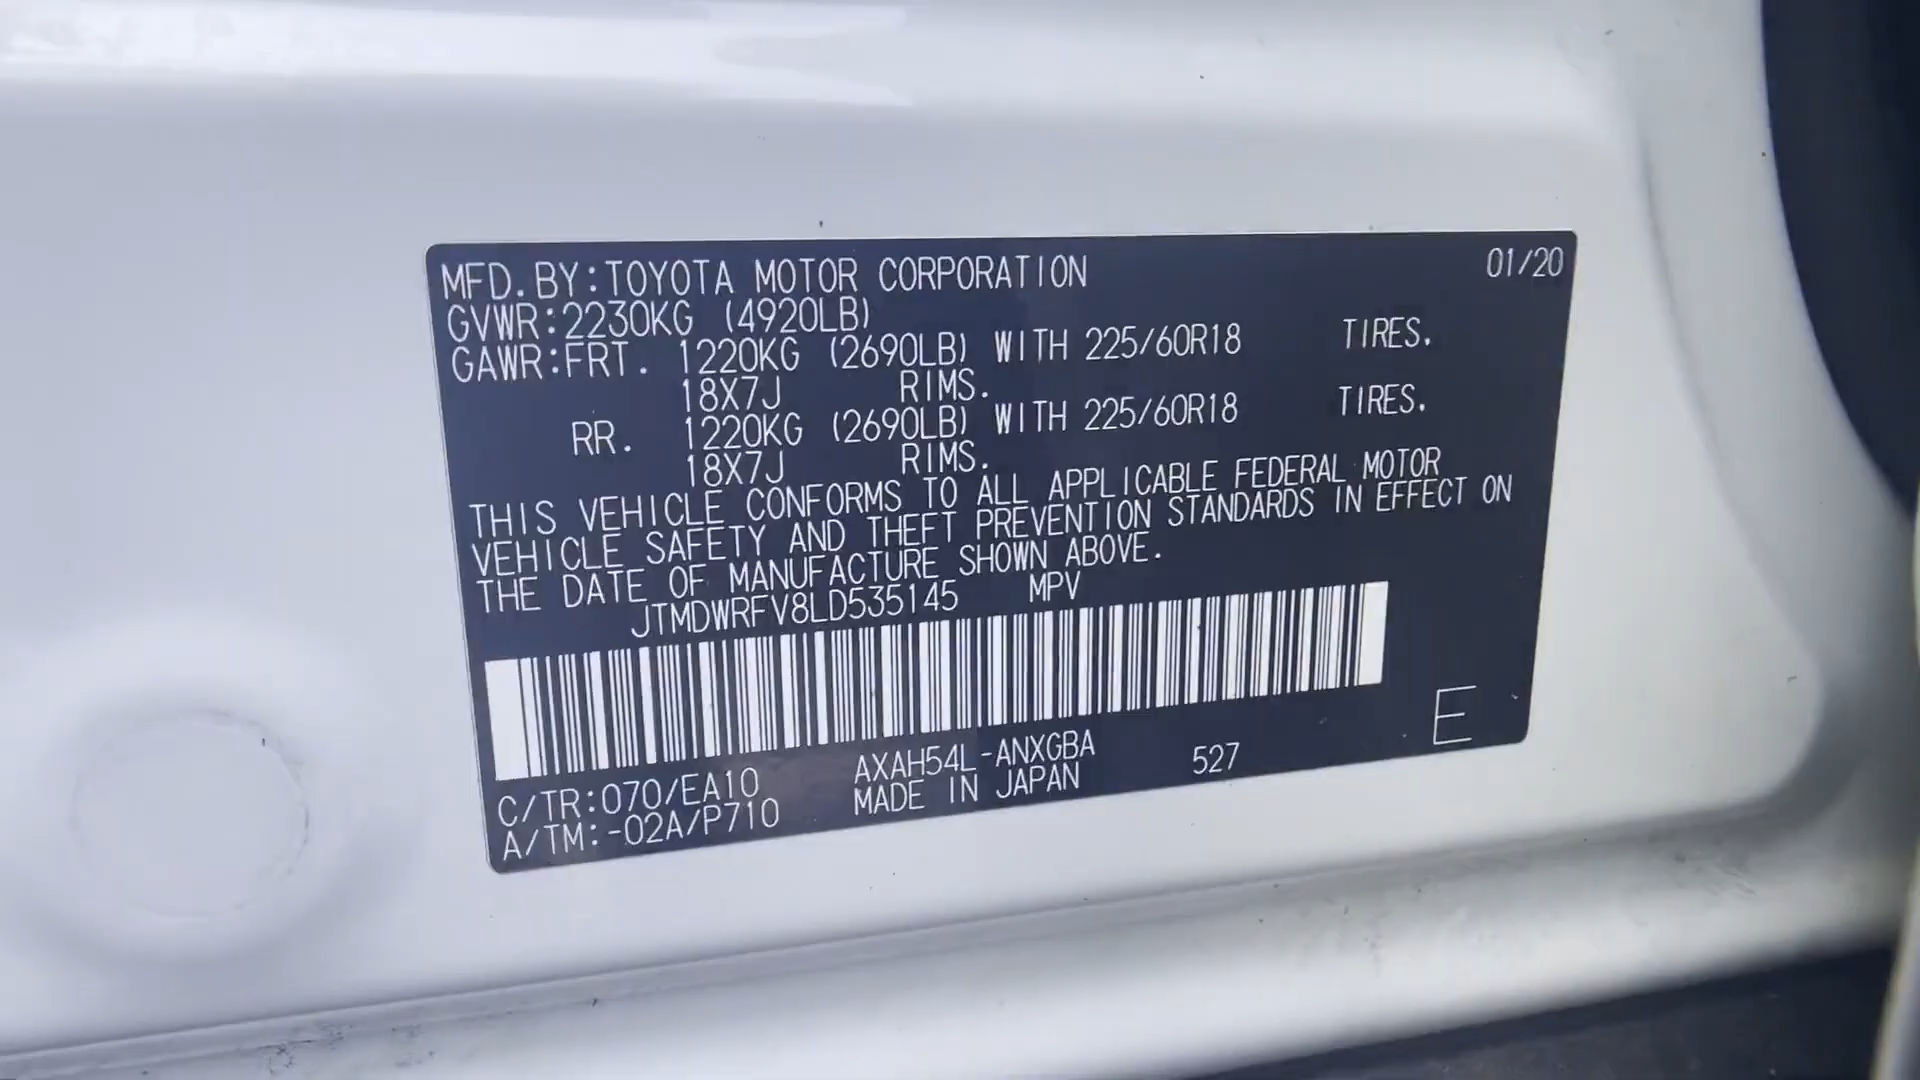 MFD.BY:TOYOTA MOTOR CORPORATION 01/20
GVWR:2230KG (4920LB)
GAWR:FRT. 1220KG (2690LB) WITH 225/60R18 TIRES.
18X7J RIMS.
RR. 1220KG (2690LB) WITH 225/60R18 TIRES.
18X7J RIMS.
THIS VEHICLE CONFORMS TO ALL APPLICABLE FEDERAL MOTOR
VEHICLE SAFETY AND THEFT PREVENTION STANDARDS IN EFFECT ON
THE DATE OF MANUFACTURE SHOWN ABOVE.
JTMDWRFV8LD535145 MPV
C/TR:070/EA10 AXAH54L-ANXGBA 527 E
A/TM:-02A/P710 MADE IN JAPAN